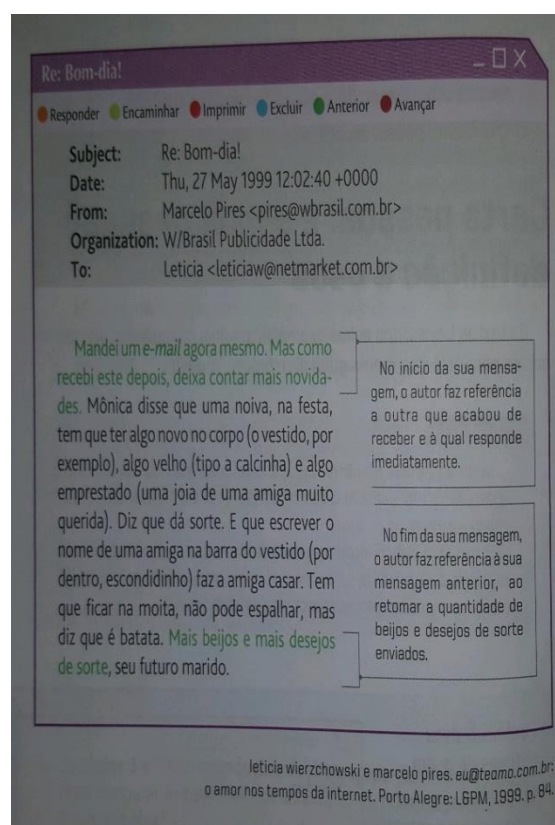 Re: Bom-dia!
Responder Encaminhar Imprimir Excluir Anterior Avançar
Subject: Re: Bom-dia!
Date: Thu, 27 May 1999 12:02:40 +0000
From: Marcelo Pires <pires@wbrasil.com.br>
Organization: W/Brasil Publicidade Ltda.
To: Leticia <leticiaw@netmarket.com.br>
Mandei um e-mail agora mesmo. Mas como
recebi este depois, deixa contar mais novida-
des. Mônica disse que uma noiva, na festa,
tem que ter algo novo no corpo (o vestido, por
exemplo), algo velho (tipo a calcinha) e algo
emprestado (uma joia de uma amiga muito
querida). Diz que dá sorte. E que escrever o
nome de uma amiga na barra do vestido (por
dentro, escondidinho) faz a amiga casar. Tem
que ficar na moita, não pode espalhar, mas
diz que é batata. Mais beijos e mais desejos
de sorte, seu futuro marido.
No início da sua mensa-
gem, o autor faz referência
a outra que acabou de
receber e à qual responde
imediatamente.
No fim da sua mensagem,
o autor faz referência à sua
mensagem anterior, ao
retomar a quantidade de
beijos e desejos de sorte
enviados.
leticia wierzchowski e marcelo pires. eu@teamo.com.br:
o amor nos tempos da internet. Porto Alegre: L&PM, 1999. p. 84.